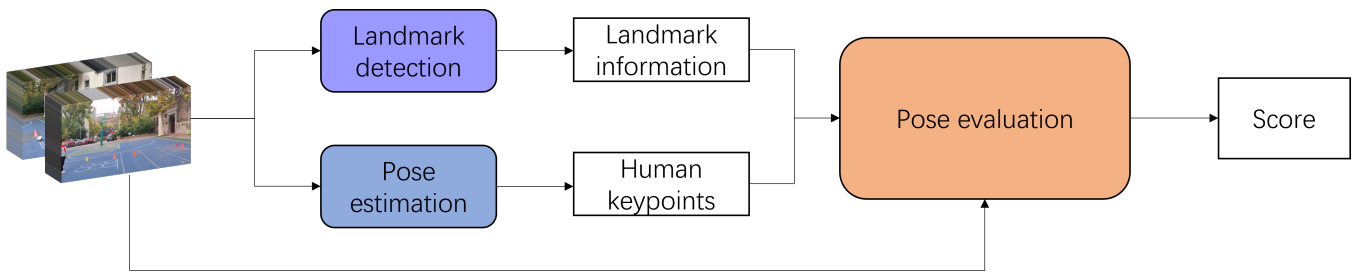 Landmark
detection
Landmark
information
Pose
estimation
Human
keypoints
Pose evaluation
Score